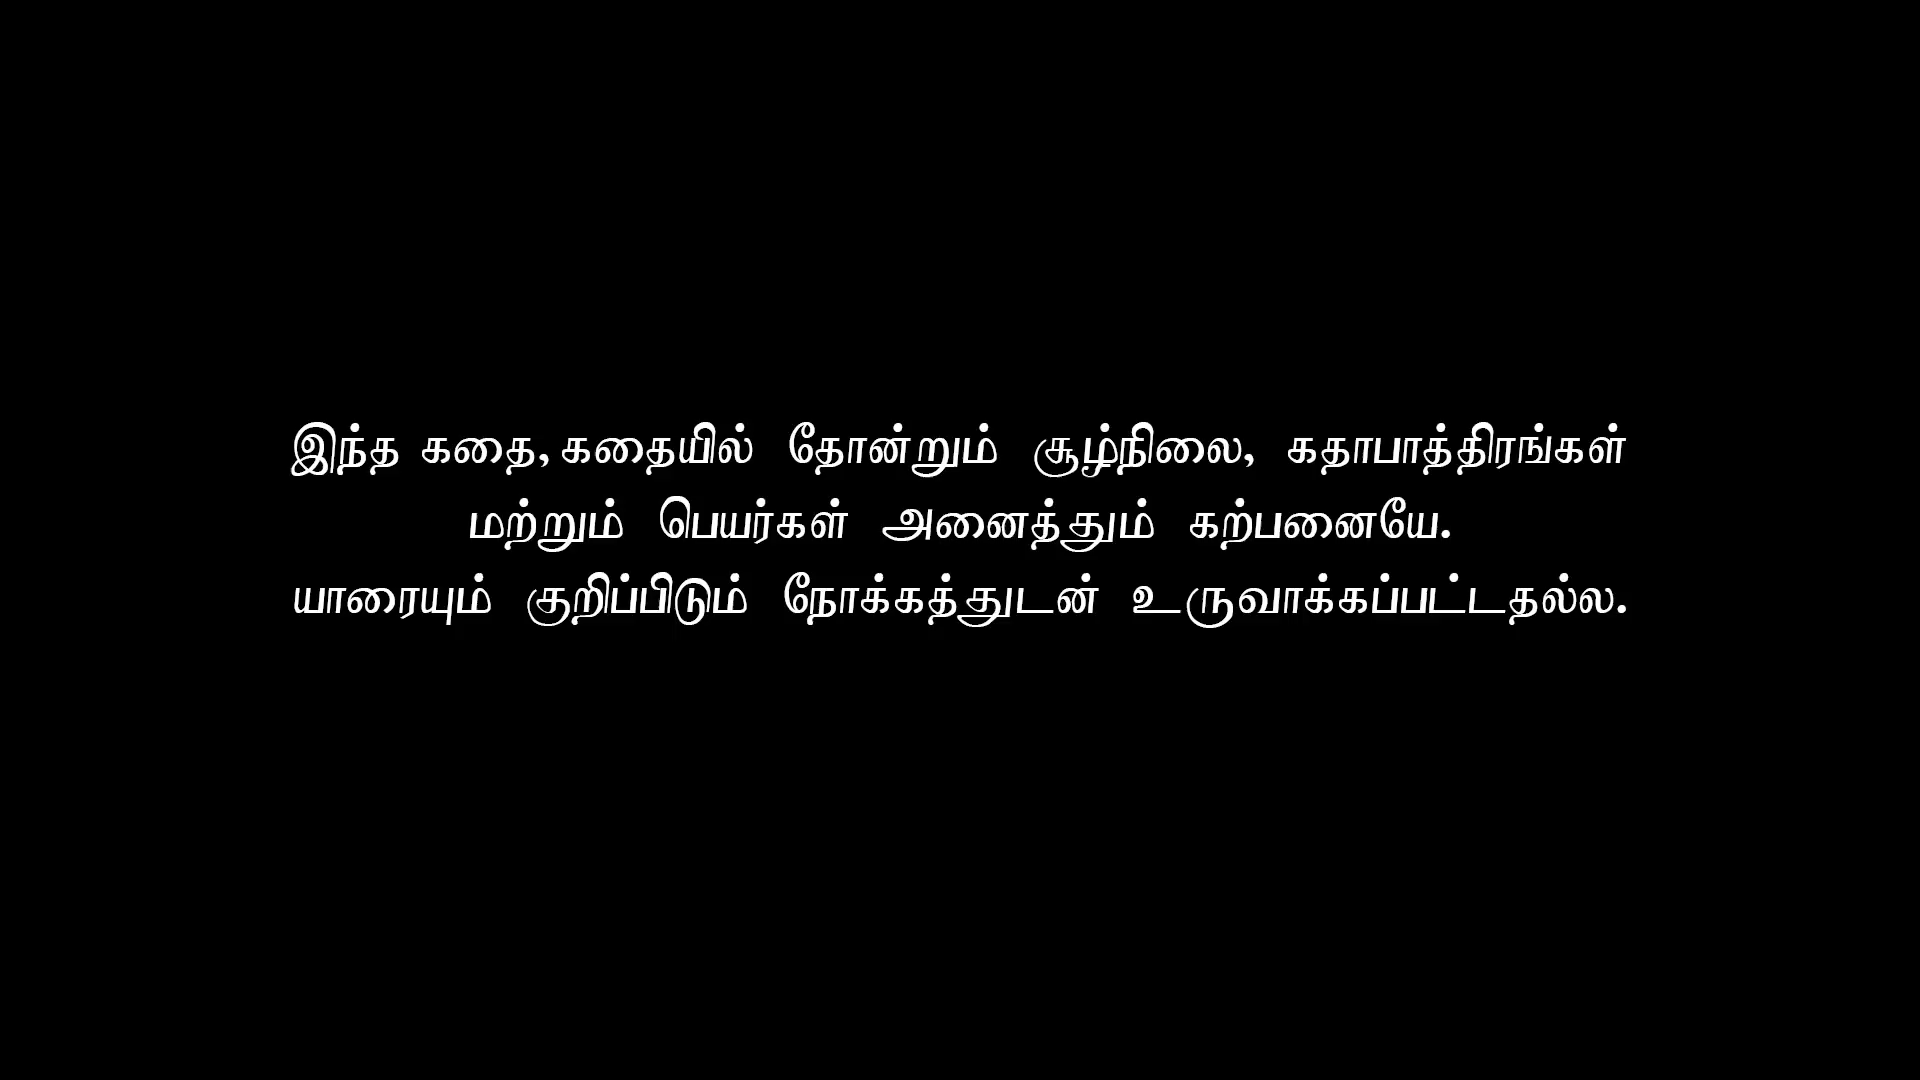 இந்த கதை, கதையில் தோன்றும் சூழ்நிலை, கதாபாத்திரங்கள்
மற்றும் பெயர்கள் அனைத்தும் கற்பனையே.
யாரையும் குறிப்பிடும் நோக்கத்துடன் உருவாக்கப்பட்டதல்ல.